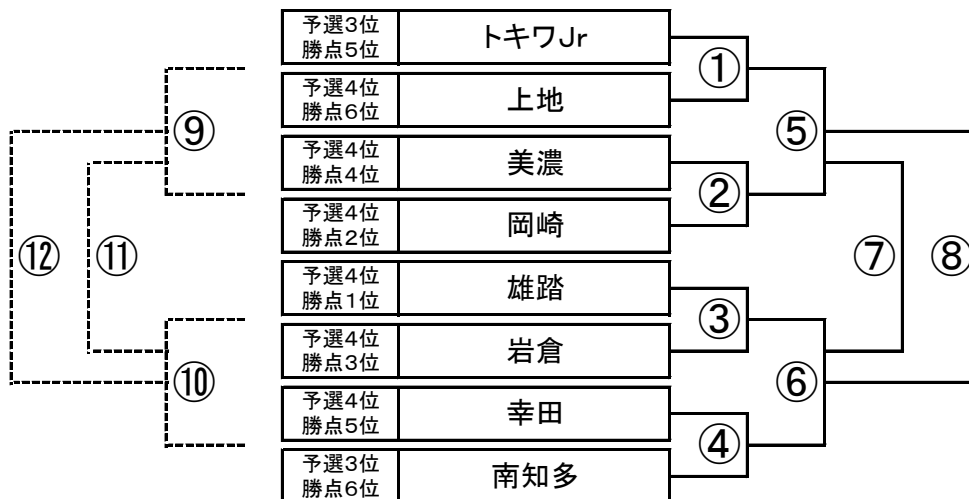 予選3位
勝点5位
トキワJr
予選4位
勝点6位
上地
予選4位
勝点4位
美濃
予選4位
勝点2位
岡崎
予選4位
勝点1位
雄踏
予選4位
勝点3位
岩倉
予選4位
勝点5位
幸田
予選3位
勝点6位
南知多
①
②
③
④
⑤
⑥
⑦
⑧
⑨
⑩
⑪
⑫